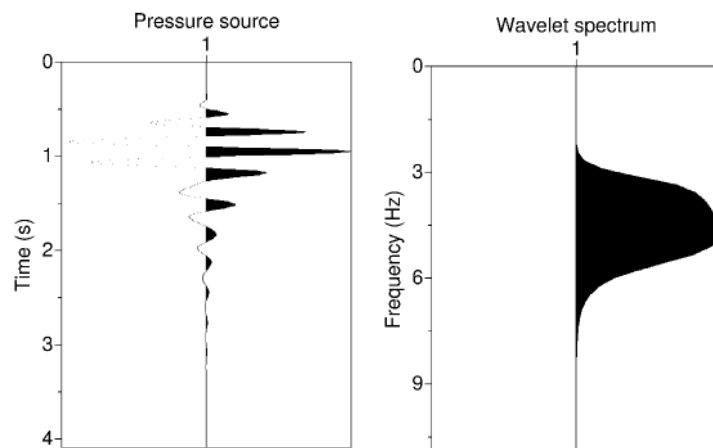 Pressure source
1
0
1
2
3
4
Time (s)
Wavelet spectrum
1
0
3
6
9
Frequency (Hz)